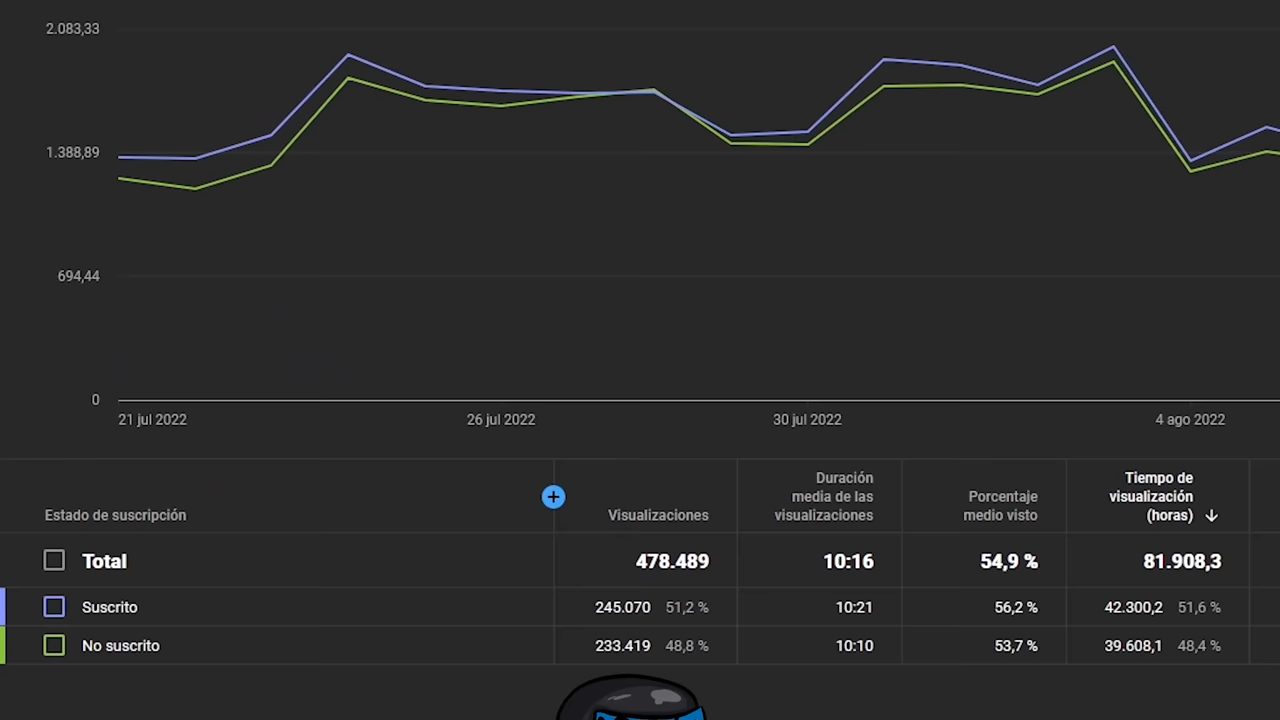 2.083,33
1.388,89
694,44
0
21 jul 2022
26 jul 2022
30 jul 2022
4 ago 2022
Estado de suscripción
Visualizaciones
Duración
media de las
visualizaciones
Porcentaje
medio visto
Tiempo de
visualización
(horas)
Total 478.489 10:16 54,9 % 81.908,3
Suscrito 245.070 51,2 % 10:21 56,2 % 42.300,2 51,6 %
No suscrito 233.419 48,8 % 10:10 53,7 % 39.608,1 48,4 %